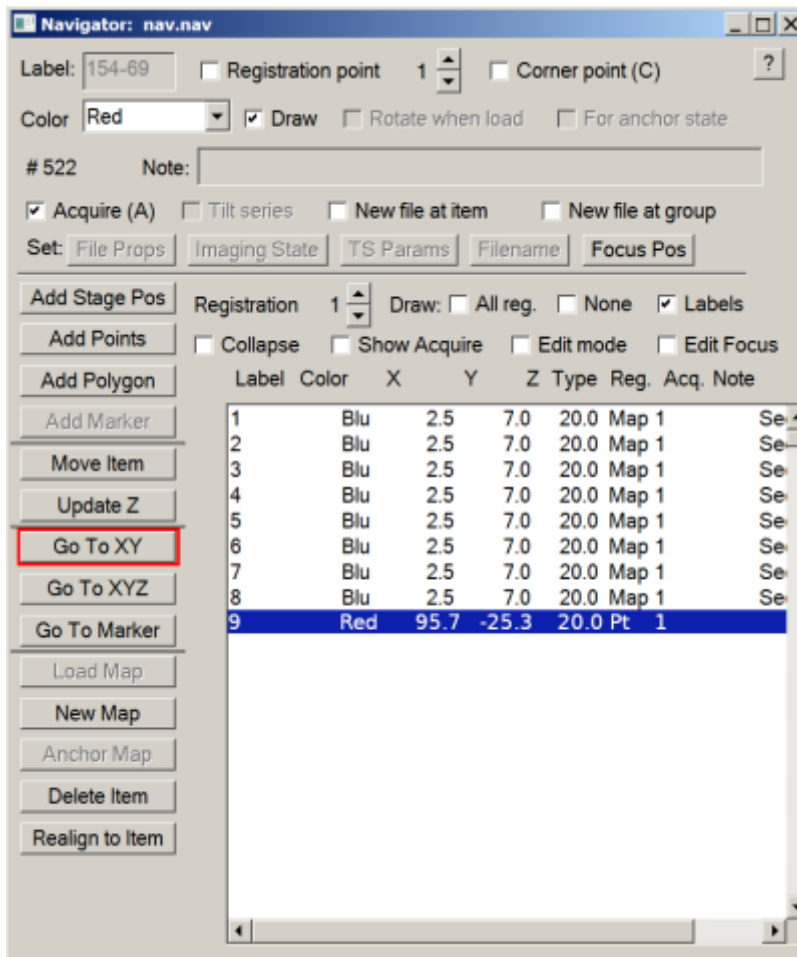 Navigator: nav.nav
Label: 154-69 Registration point 1 Corner point (C) ?
Color Red Draw Rotate when load For anchor state
# 522 Note:
Acquire (A) Tilt series New file at item New file at group
Set: File Props Imaging State TS Params Filename Focus Pos
Add Stage Pos Registration 1 Draw: All reg. None Labels
Add Points Collapse Show Acquire Edit mode Edit Focus
Add Polygon Label Color X Y Z Type Reg. Acq. Note
Add Marker 1 Blu 2.5 7.0 20.0 Map 1 Se
2 Blu 2.5 7.0 20.0 Map 1 Se
Move Item 3 Blu 2.5 7.0 20.0 Map 1 Se
4 Blu 2.5 7.0 20.0 Map 1 Se
Update Z 5 Blu 2.5 7.0 20.0 Map 1 Se
Go To XY 6 Blu 2.5 7.0 20.0 Map 1 Se
7 Blu 2.5 7.0 20.0 Map 1 Se
Go To XYZ 8 Blu 2.5 7.0 20.0 Map 1 Se
Go To Marker 9 Red 95.7 -25.3 20.0 Pt 1
Load Map
New Map
Anchor Map
Delete Item
Realign to Item